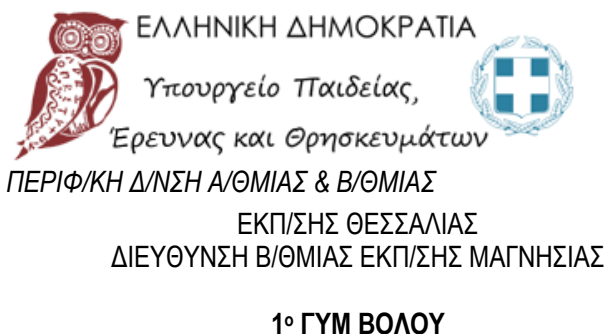 ΕΛΛΗΝΙΚΗ ΔΗΜΟΚΡΑΤΙΑ
Υπουργείο Παιδείας,
Έρευνας και Θρησκευμάτων
ΠΕΡΙΦ/ΚΗ Δ/ΝΣΗ Α/ΘΜΙΑΣ & Β/ΘΜΙΑΣ
ΕΚΠ/ΣΗΣ ΘΕΣΣΑΛΙΑΣ
ΔΙΕΥΘΥΝΣΗ Β/ΘΜΙΑΣ ΕΚΠ/ΣΗΣ ΜΑΓΝΗΣΙΑΣ
1ο ΓΥΜ ΒΟΛΟΥ